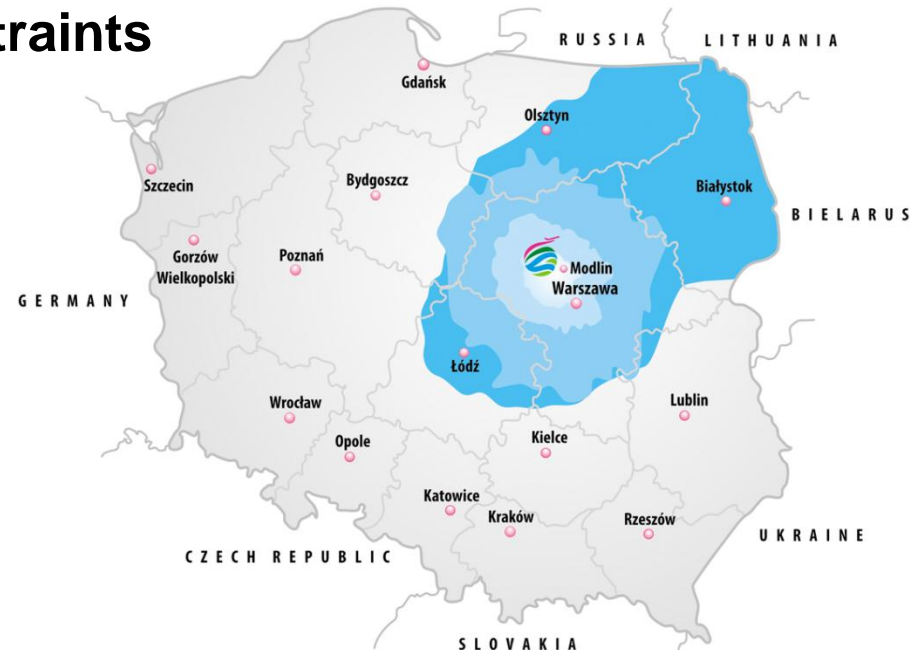 traints
RUSSIA
LITHUANIA
Gdańsk
Olsztyn
Szczecin
Bydgoszcz
Białystok
BIELARUS
Gorzów
Wielkopolski
Poznań
Modlin
Warszawa
GERMANY
Łódź
Wrocław
Lublin
Opole
Kielce
Katowice
Kraków
Rzeszów
UKRAINE
CZECH REPUBLIC
SLOVAKIA